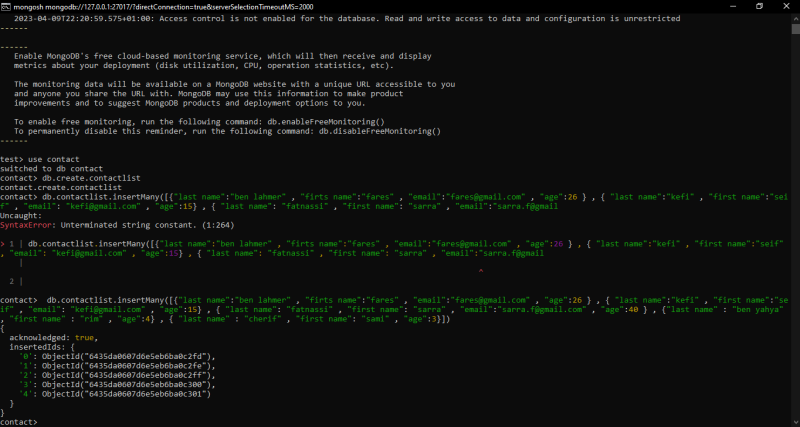 mongosh mongodb://127.0.0.1:27017/?directConnection=true&serverSelectionTimeoutMS=2000
2023-04-09T22:20:59.575+01:00: Access control is not enabled for the database. Read and write access to data and configuration is unrestricted
------
------
Enable MongoDB's free cloud-based monitoring service, which will then receive and display
metrics about your deployment (disk utilization, CPU, operation statistics, etc).
The monitoring data will be available on a MongoDB website with a unique URL accessible to you
and anyone you share the URL with. MongoDB may use this information to make product
improvements and to suggest MongoDB products and deployment options to you.
To enable free monitoring, run the following command: db.enableFreeMonitoring()
To permanently disable this reminder, run the following command: db.disableFreeMonitoring()
------
test> use contact
switched to db contact
contact> db.create.contactlist
contact.create.contactlist
contact> db.contactlist.insertMany([{"last name":"ben lahmer" , "firts name":"fares" , "email":"fares@gmail.com" , "age":26 } , { "last name":"kefi" , "first name":"sei
f" , "email": "kefi@gmail.com" , "age":15} , { "last name": "fatnassi" , "first name": "sarra" , "email":"sarra.f@gmail
Uncaught:
SyntaxError: Unterminated string constant. (1:264)
> 1 | db.contactlist.insertMany([{"last name":"ben lahmer" , "firts name":"fares" , "email":"fares@gmail.com" , "age":26 } , { "last name":"kefi" , "first name":"seif"
, "email": "kefi@gmail.com" , "age":15} , { "last name": "fatnassi" , "first name": "sarra" , "email":"sarra.f@gmail
|
^
2 |
contact>  db.contactlist.insertMany([{"last name":"ben lahmer" , "firts name":"fares" , "email":"fares@gmail.com" , "age":26 } , { "last name":"kefi" , "first name":"se
if" , "email": "kefi@gmail.com" , "age":15} , { "last name": "fatnassi" , "first name": "sarra" , "email":"sarra.f@gmail.com" , "age":40 } , {"last name" : "ben yahya"
, "first name" : "rim" , "age":4} , { "last name" : "cherif" , "first name": "sami" , "age":3}])
{
acknowledged: true,
insertedIds: {
'0': ObjectId("6435da0607d6e5eb6ba0c2fd"),
'1': ObjectId("6435da0607d6e5eb6ba0c2fe"),
'2': ObjectId("6435da0607d6e5eb6ba0c2ff"),
'3': ObjectId("6435da0607d6e5eb6ba0c300"),
'4': ObjectId("6435da0607d6e5eb6ba0c301")
}
}
contact>